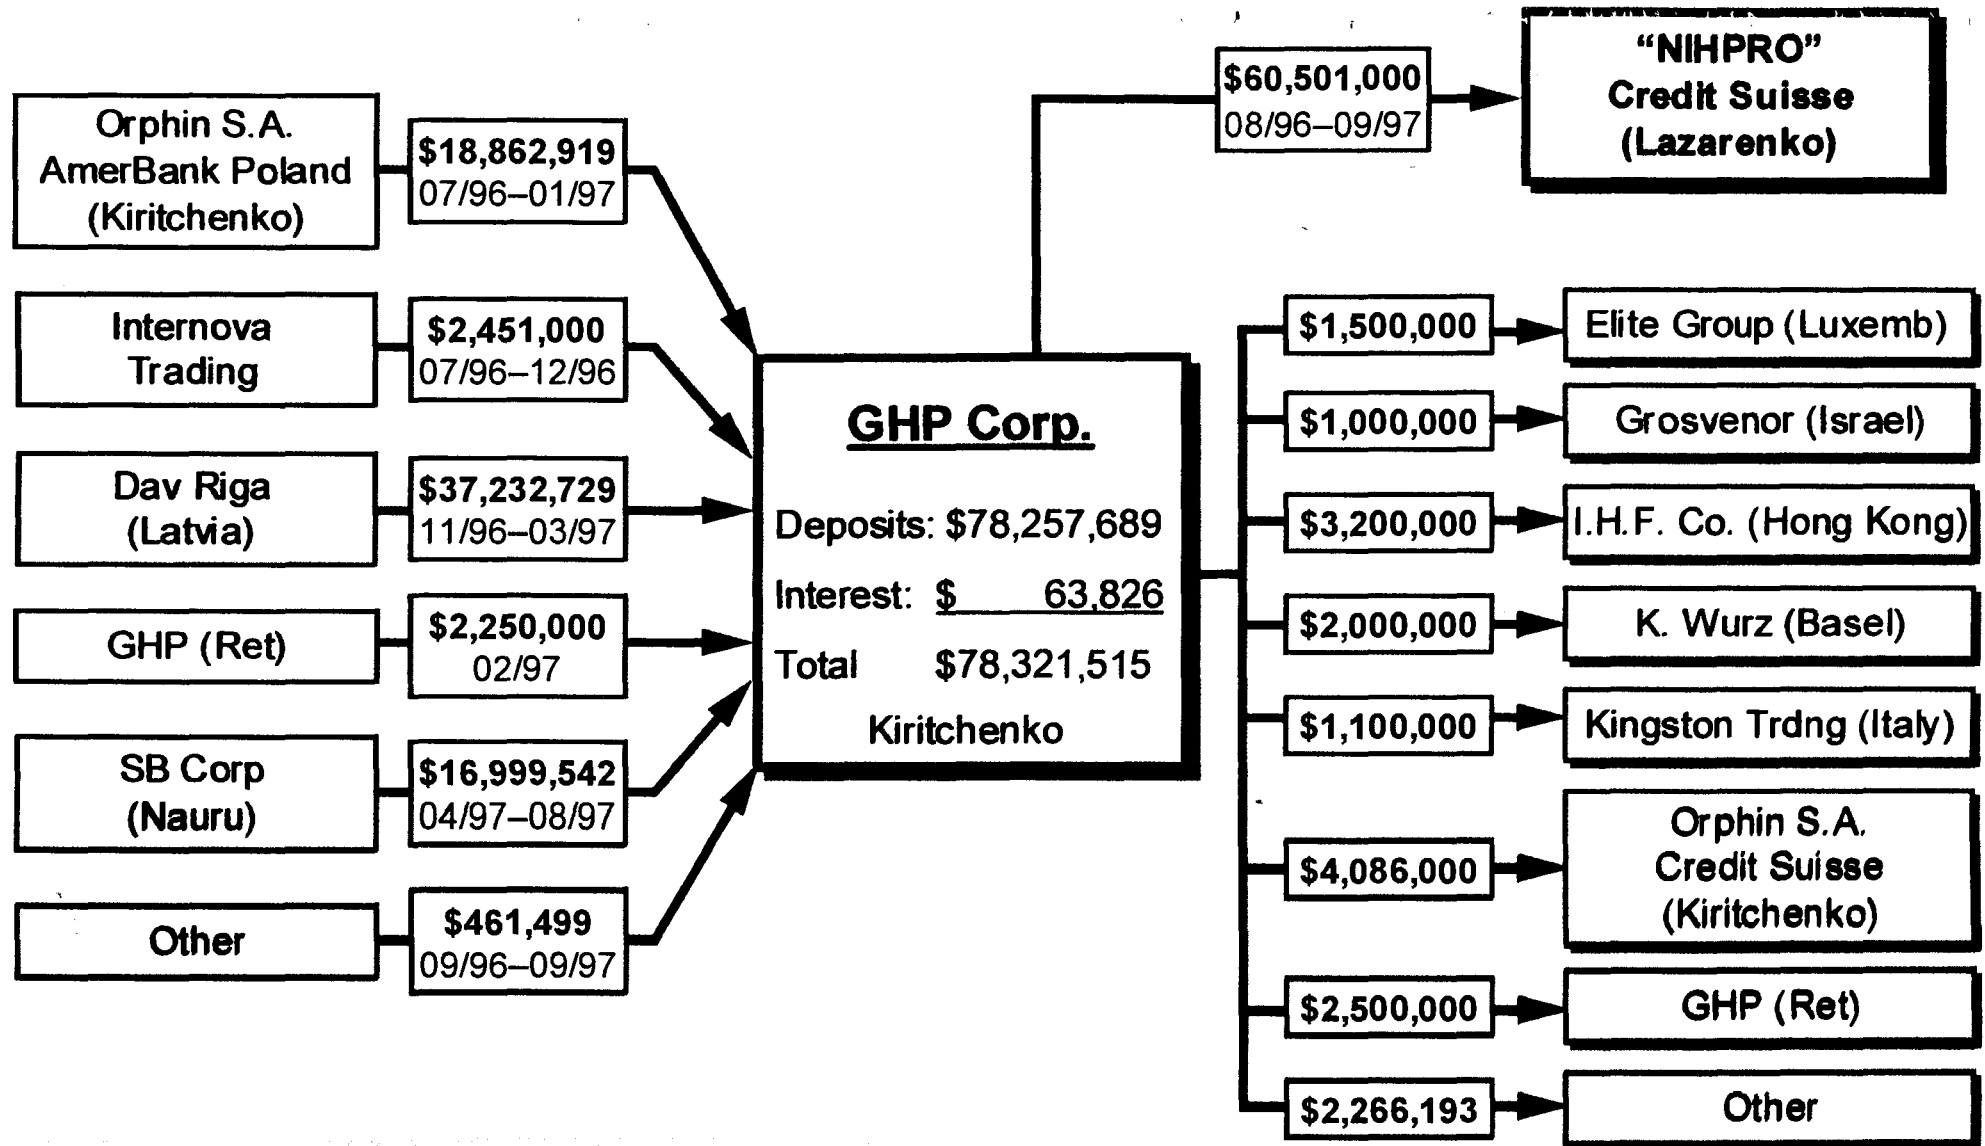 Orphin S.A.
AmerBank Poland
(Kiritchenko)
$18,862,919
07/96–01/97
Internova
Trading
$2,451,000
07/96–12/96
Dav Riga
(Latvia)
$37,232,729
11/96–03/97
GHP (Ret)
$2,250,000
02/97
SB Corp
(Nauru)
$16,999,542
04/97–08/97
Other
$461,499
09/96–09/97
GHP Corp.
Deposits: $78,257,689
Interest: $ 63,826
Total $78,321,515
Kiritchenko
$60,501,000
08/96–09/97
“NIHPRO”
Credit Suisse
(Lazarenko)
$1,500,000
Elite Group (Luxemb)
$1,000,000
Grosvenor (Israel)
$3,200,000
I.H.F. Co. (Hong Kong)
$2,000,000
K. Wurz (Basel)
$1,100,000
Kingston Trdng (Italy)
$4,086,000
Orphin S.A.
Credit Suisse
(Kiritchenko)
$2,500,000
GHP (Ret)
$2,266,193
Other